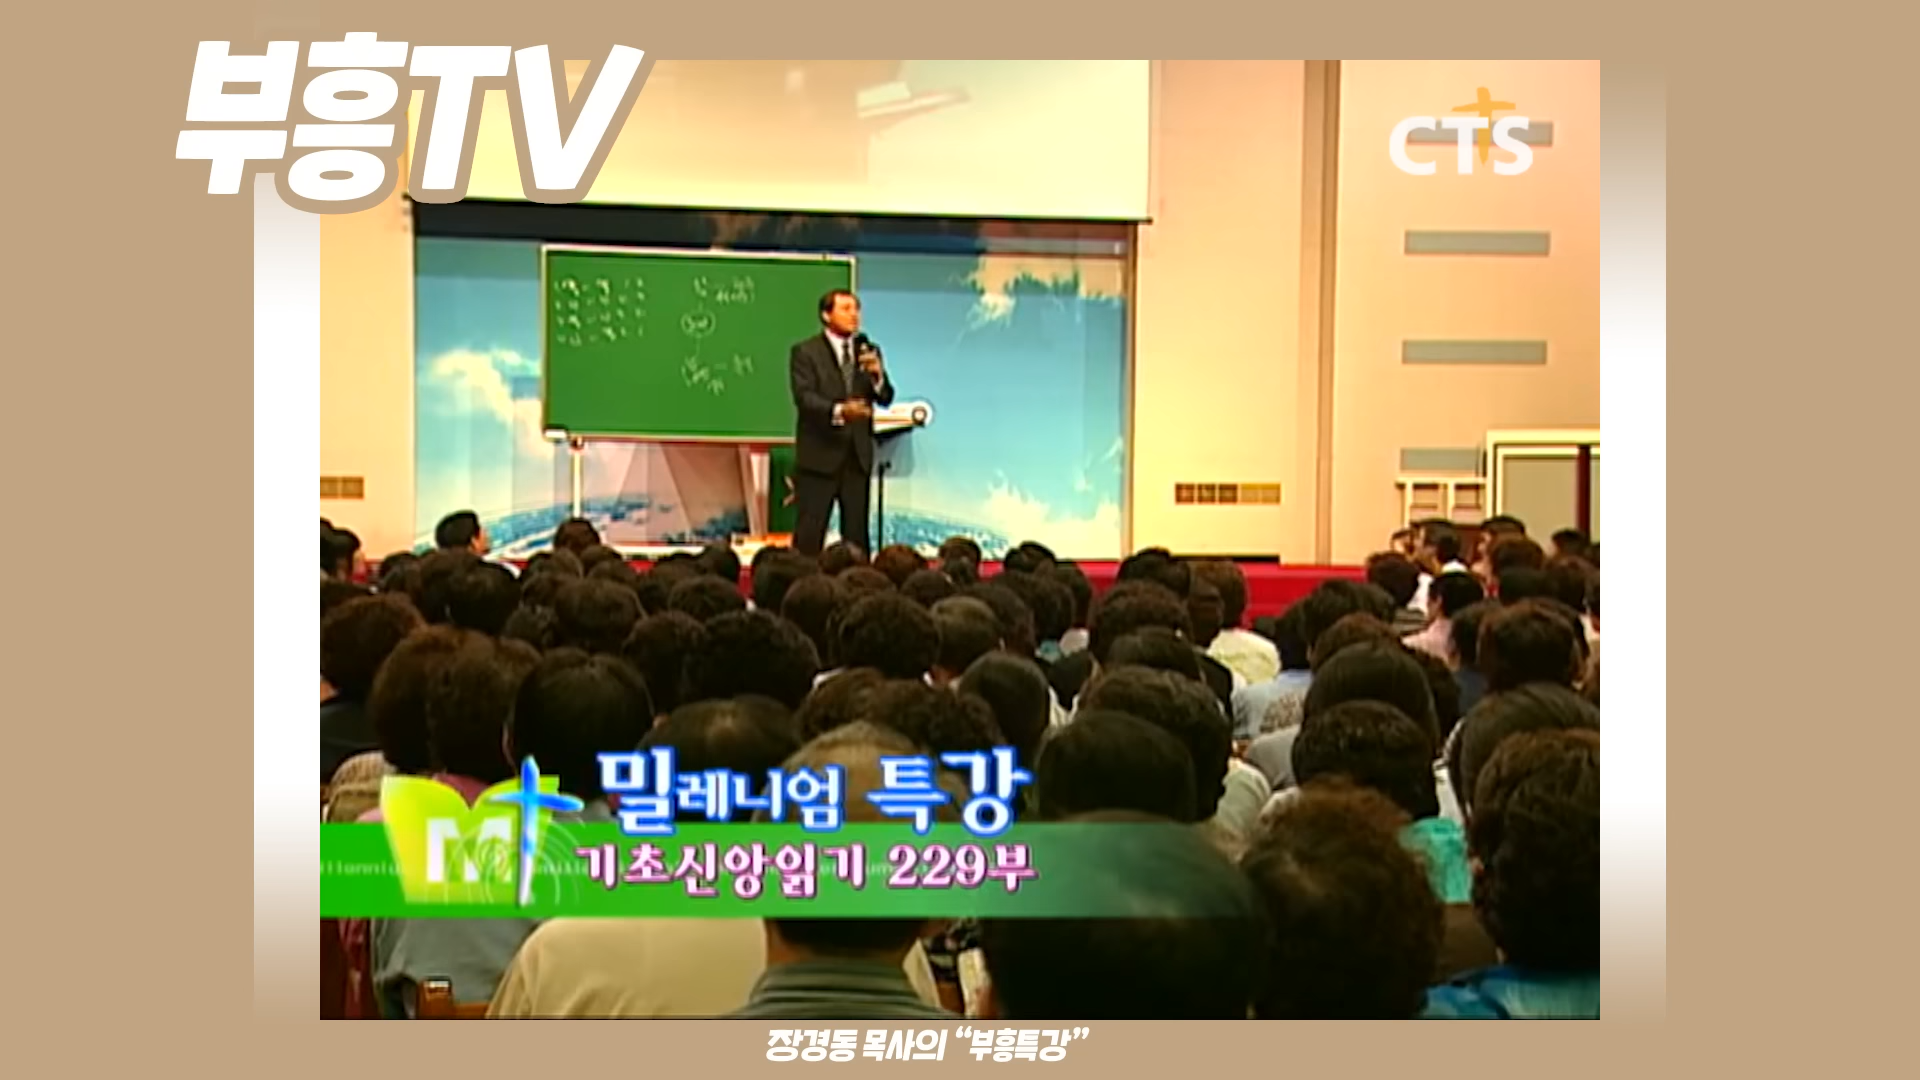 부흥TV
CTS
밀레니엄 특강
M
기초신앙읽기 229부
장경동 목사의 “부흥특강”